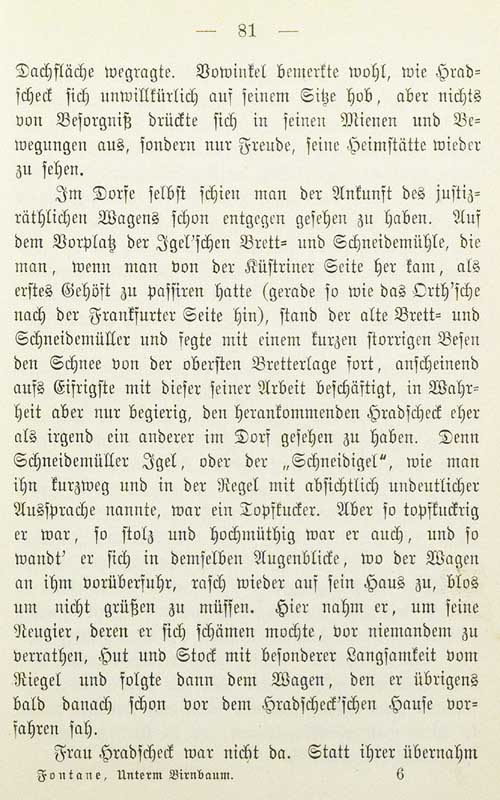 — 81 —
Dachfläche wegragte. Vowinkel bemerkte wohl, wie Hrad-
scheck sich unwillkürlich auf seinem Sitze hob, aber nichts
von Besorgniß drückte sich in seinen Mienen und Be-
wegungen aus, sondern nur Freude, seine Heimstätte wieder
zu sehen.
Im Dorfe selbst schien man der Ankunft des justiz-
räthlichen Wagens schon entgegen gesehen zu haben. Auf
dem Vorplatz der Igel'schen Brett- und Schneidemühle, die
man, wenn man von der Küstriner Seite her kam, als
erstes Gehöft zu passiren hatte (gerade so wie das Orth'sche
nach der Frankfurter Seite hin), stand der alte Brett- und
Schneidemüller und fegte mit einem kurzen storrigen Besen
den Schnee von der obersten Bretterlage fort, anscheinend
aufs Eifrigste mit dieser seiner Arbeit beschäftigt, in Wahr-
heit aber nur begierig, den herankommenden Hradscheck eher
als irgend ein anderer im Dorf gesehen zu haben. Denn
Schneidemüller Igel, oder der „Schneidigel“, wie man
ihn kurzweg und in der Regel mit absichtlich undeutlicher
Aussprache nannte, war ein Topfkucker. Aber so topfkuckrig
er war, so stolz und hochmüthig war er auch, und so
wandt' er sich in demselben Augenblicke, wo der Wagen
an ihm vorüberfuhr, rasch wieder auf sein Haus zu, blos
um nicht grüßen zu müssen. Hier nahm er, um seine
Neugier, deren er sich schämen mochte, vor niemandem zu
verrathen, Hut und Stock mit besonderer Langsamkeit vom
Riegel und folgte dann dem Wagen, den er übrigens
bald danach schon vor dem Hradscheck'schen Hause vor-
fahren sah.
Frau Hradscheck war nicht da. Statt ihrer übernahm
Fontane, Unterm Birnbaum. 6